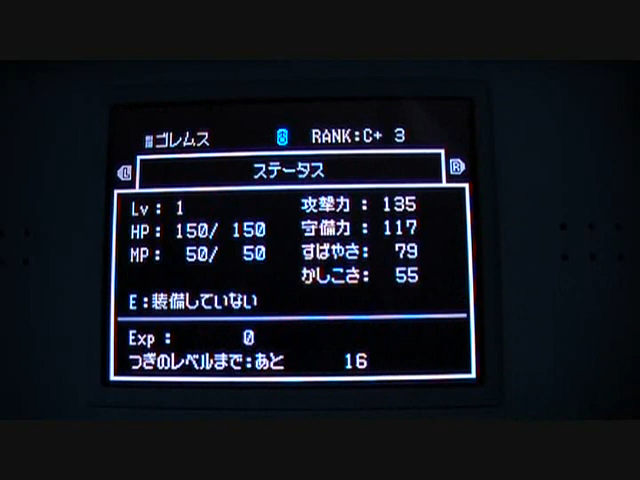 ゴレムス RANK:C+ 3
L ステータス R
Lv: 1 攻撃力: 135
HP: 150/ 150 守備力: 117
MP: 50/ 50 すばやさ: 79
かしこさ: 55
E:装備していない
Exp: 0
つぎのレベルまで:あと 16